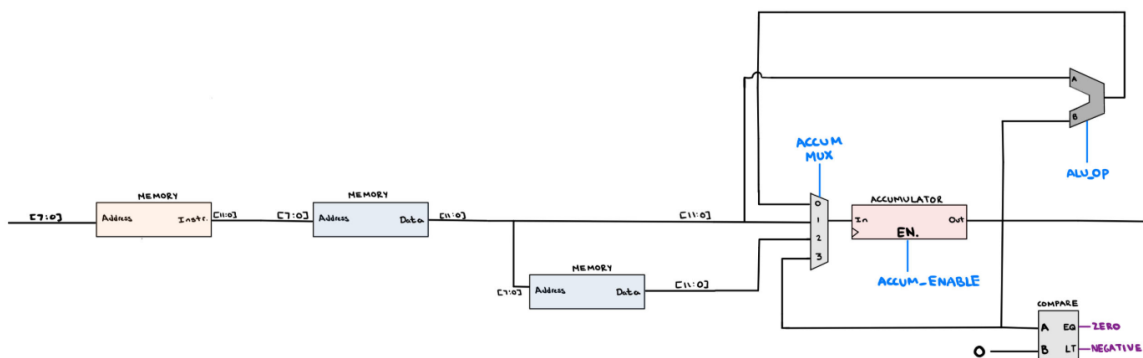 A
B
ALU_OP
ACCUM
MUX
MEMORY
[7:0]
Address
Instr.
[11:0]
MEMORY
[7:0]
Address
Data
[11:0]
[11:0]
0
1
2
3
ACCUMULATOR
In
Out
EN.
ACCUM_ENABLE
MEMORY
[7:0]
Address
Data
[11:0]
COMPARE
A
EQ
ZERO
0
B
LT
NEGATIVE